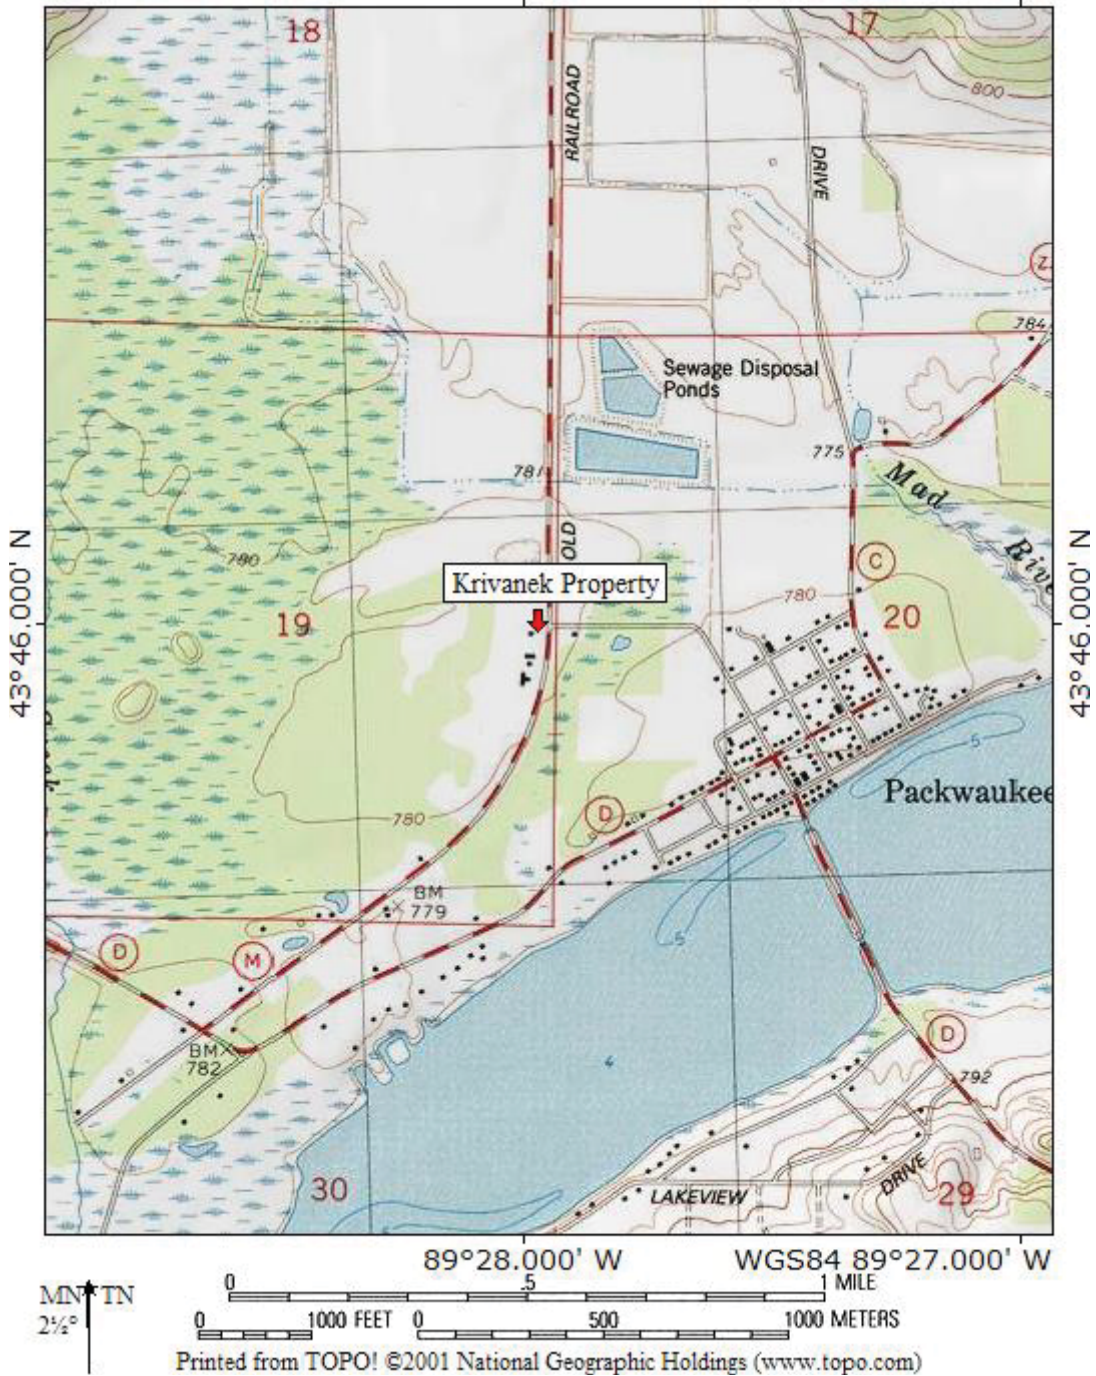 18
17
RAILROAD
800
DRIVE
Z
784
Sewage Disposal
Ponds
775
781
Mad
River
OLD
780
C
Krivanek Property
780
43°46.000' N
19
20
43°46.000' N
5
Packwaukee
D
780
BM
779
5
D
M
D
BM
782
4
792
30
LAKEVIEW
DRIVE
29
89°28.000' W
WGS84 89°27.000' W
MN TN
2½°
0 .5 1 MILE
0 1000 FEET 0 500 1000 METERS
Printed from TOPO! ©2001 National Geographic Holdings (www.topo.com)